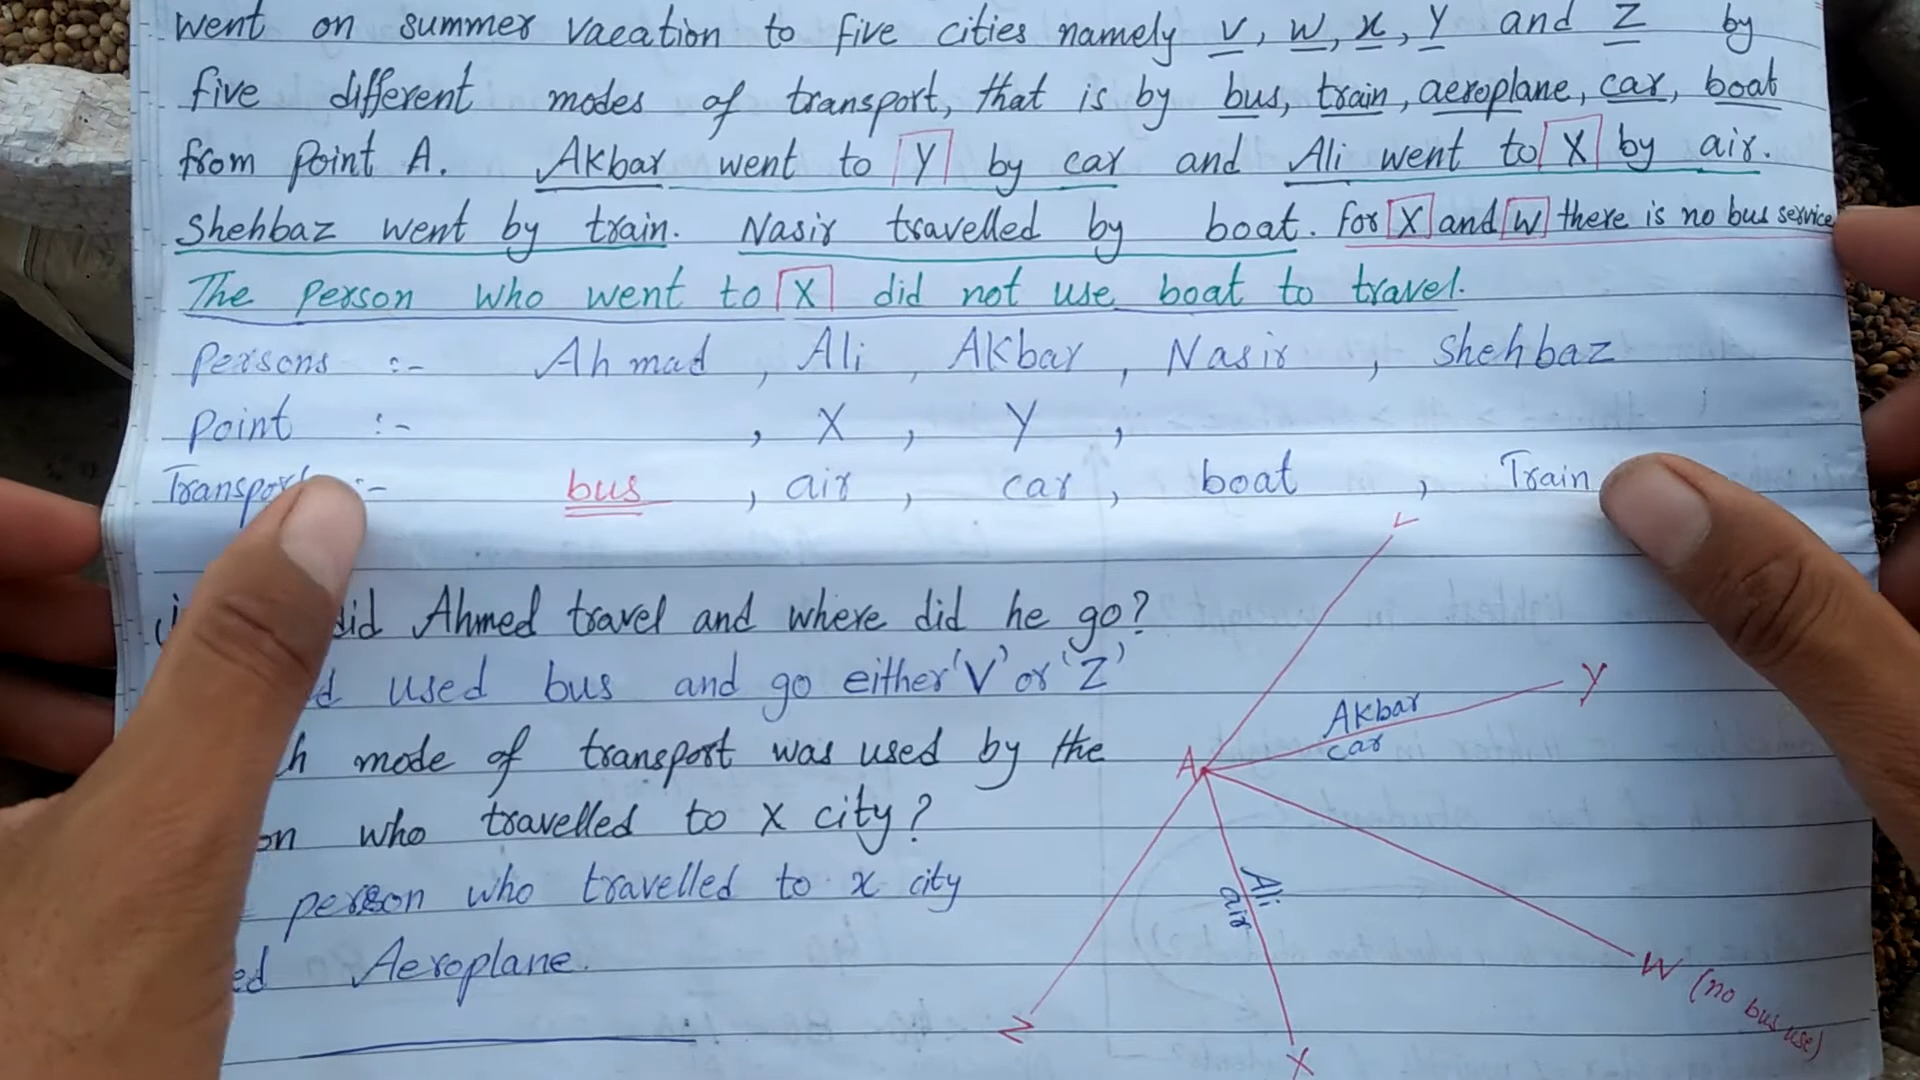 went on summer vacation to five cities namely V, W, X, Y and Z by
five different modes of transport, that is by bus, train, aeroplane, car, boat
from point A. Akbar went to Y by car and Ali went to X by air.
Shehbaz went by train. Nasir travelled by boat. For X and W there is no bus service
The person who went to X did not use boat to travel.
Persons :- Ahmad, Ali, Akbar, Nasir, Shehbaz
Point :- , X, Y,
Transport :- bus, air, car, boat, Train
did Ahmed travel and where did he go?
used bus and go either 'V' or 'Z'
mode of transport was used by the
who travelled to X city?
person who travelled to x city
Aeroplane.
Y
Akbar
car
A
Ali
air
W (no bus use)
Z
X